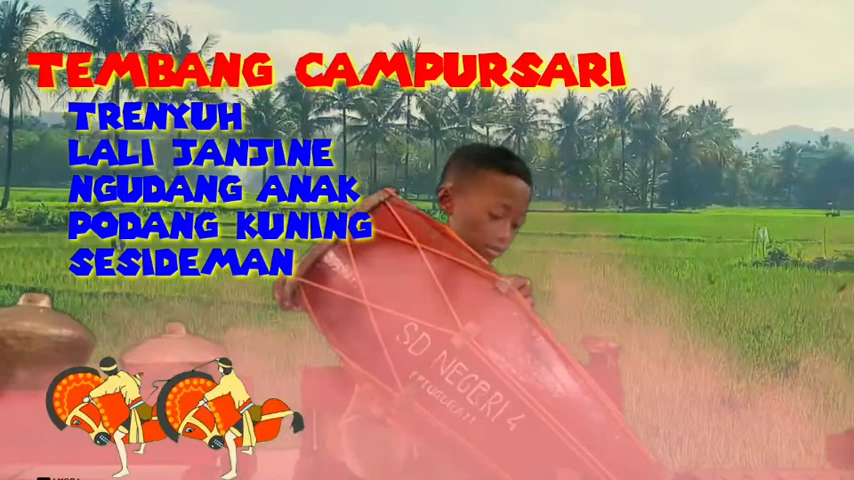 TEMBANG CAMPURSARI
TRENYUH
LALI JANJINE
NGUDANG ANAK
PODANG KUNING
SESIDEMAN
SD NEGERI 4